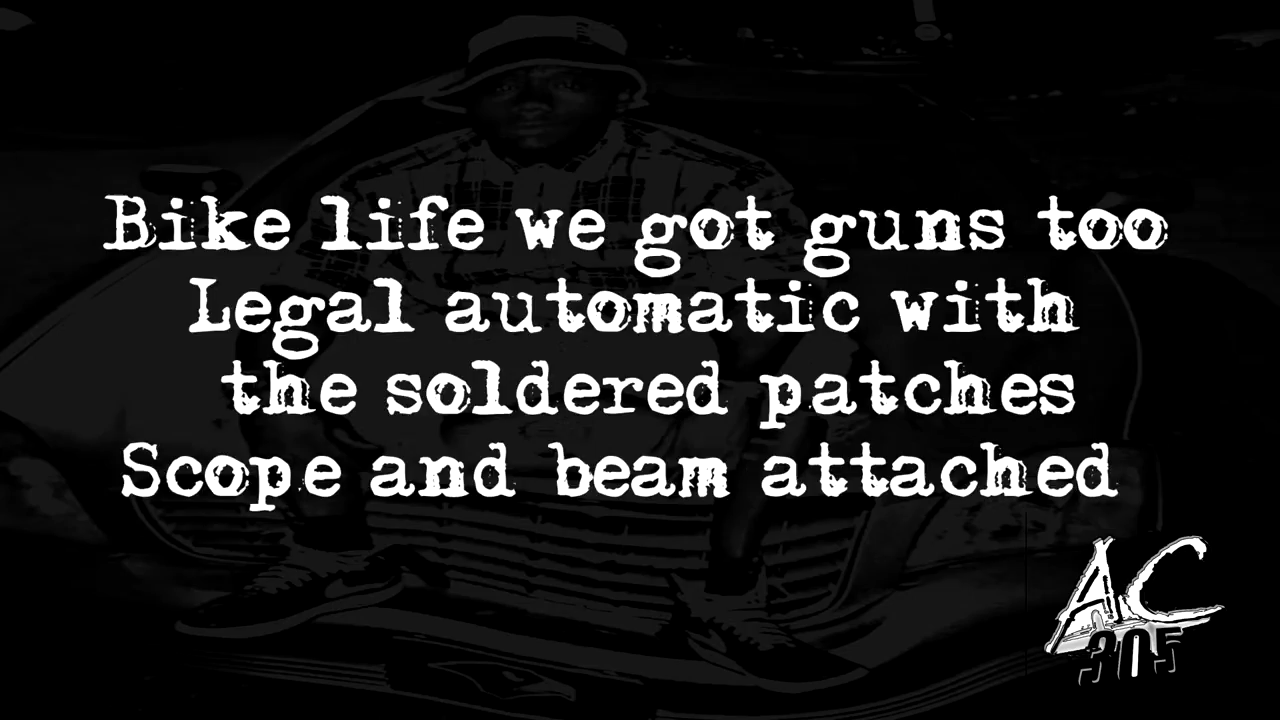 Bike life we got guns too
Legal automatic with
the soldered patches
Scope and beam attached
AC
305